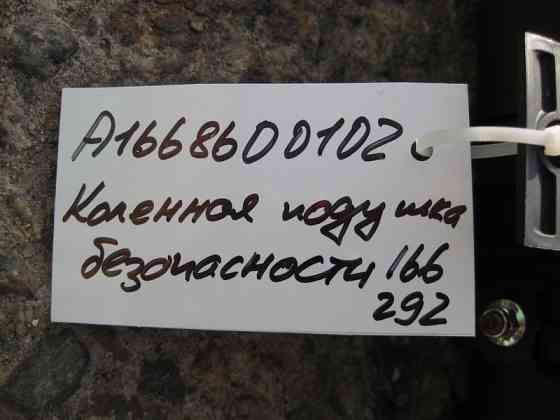 A1668600102
Коленная подушка
безопасности 166
292